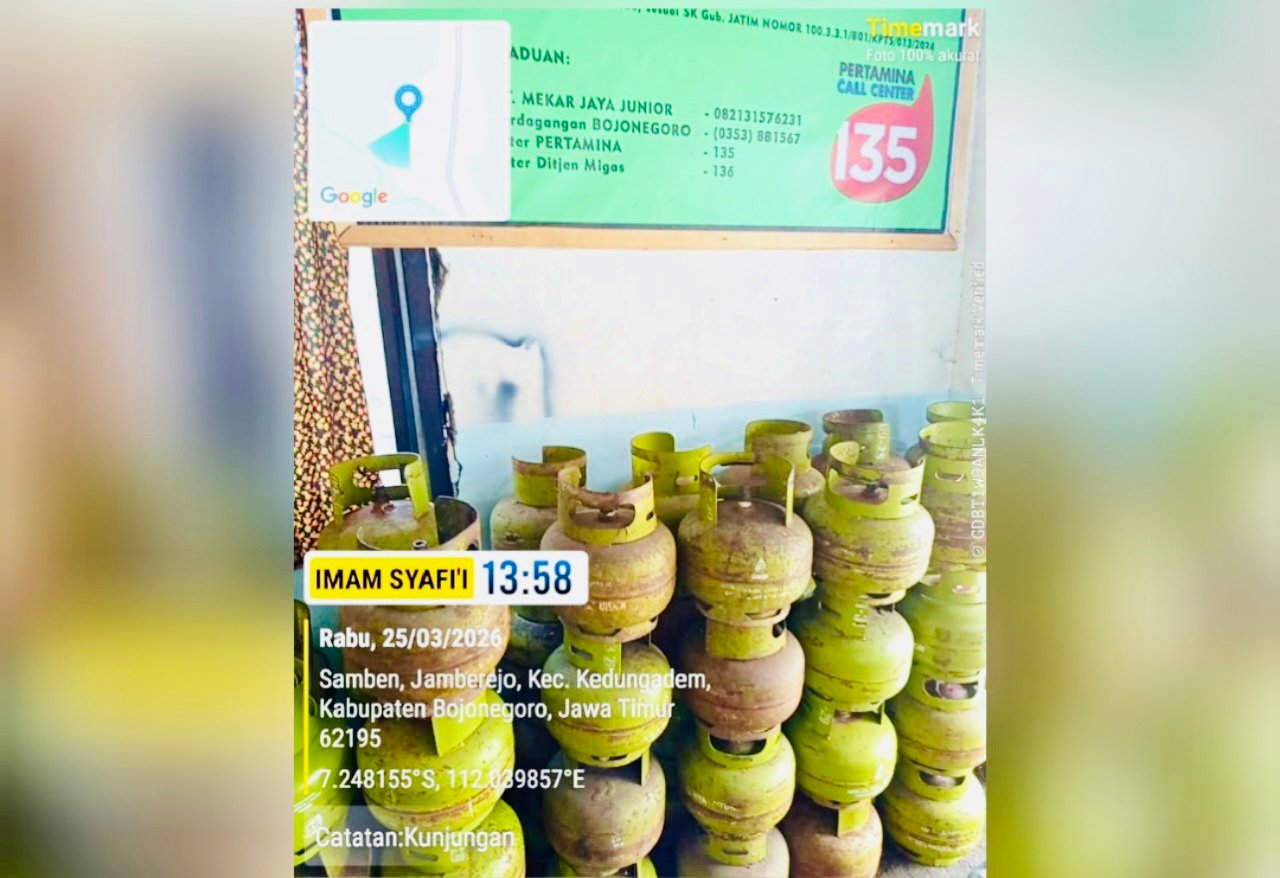 sesuai SK Gub. JATIM NOMOR 100.3.3.1/801/KPTS/013/2024
Timemark
Foto 100% akurat
ADUAN:
PERTAMINA
CALL CENTER
135
. MEKAR JAYA JUNIOR - 082131576231
rdagangan BOJONEGORO - (0353) 881567
ter PERTAMINA - 135
ter Ditjen Migas - 136
Google
IMAM SYAFI'I 13:58
Rabu, 25/03/2026
Samben, Jamberejo, Kec. Kedungadem,
Kabupaten Bojonegoro, Jawa Timur
62195
7.248155°S, 112.039857°E
Catatan:Kunjungan
Timemark Verified